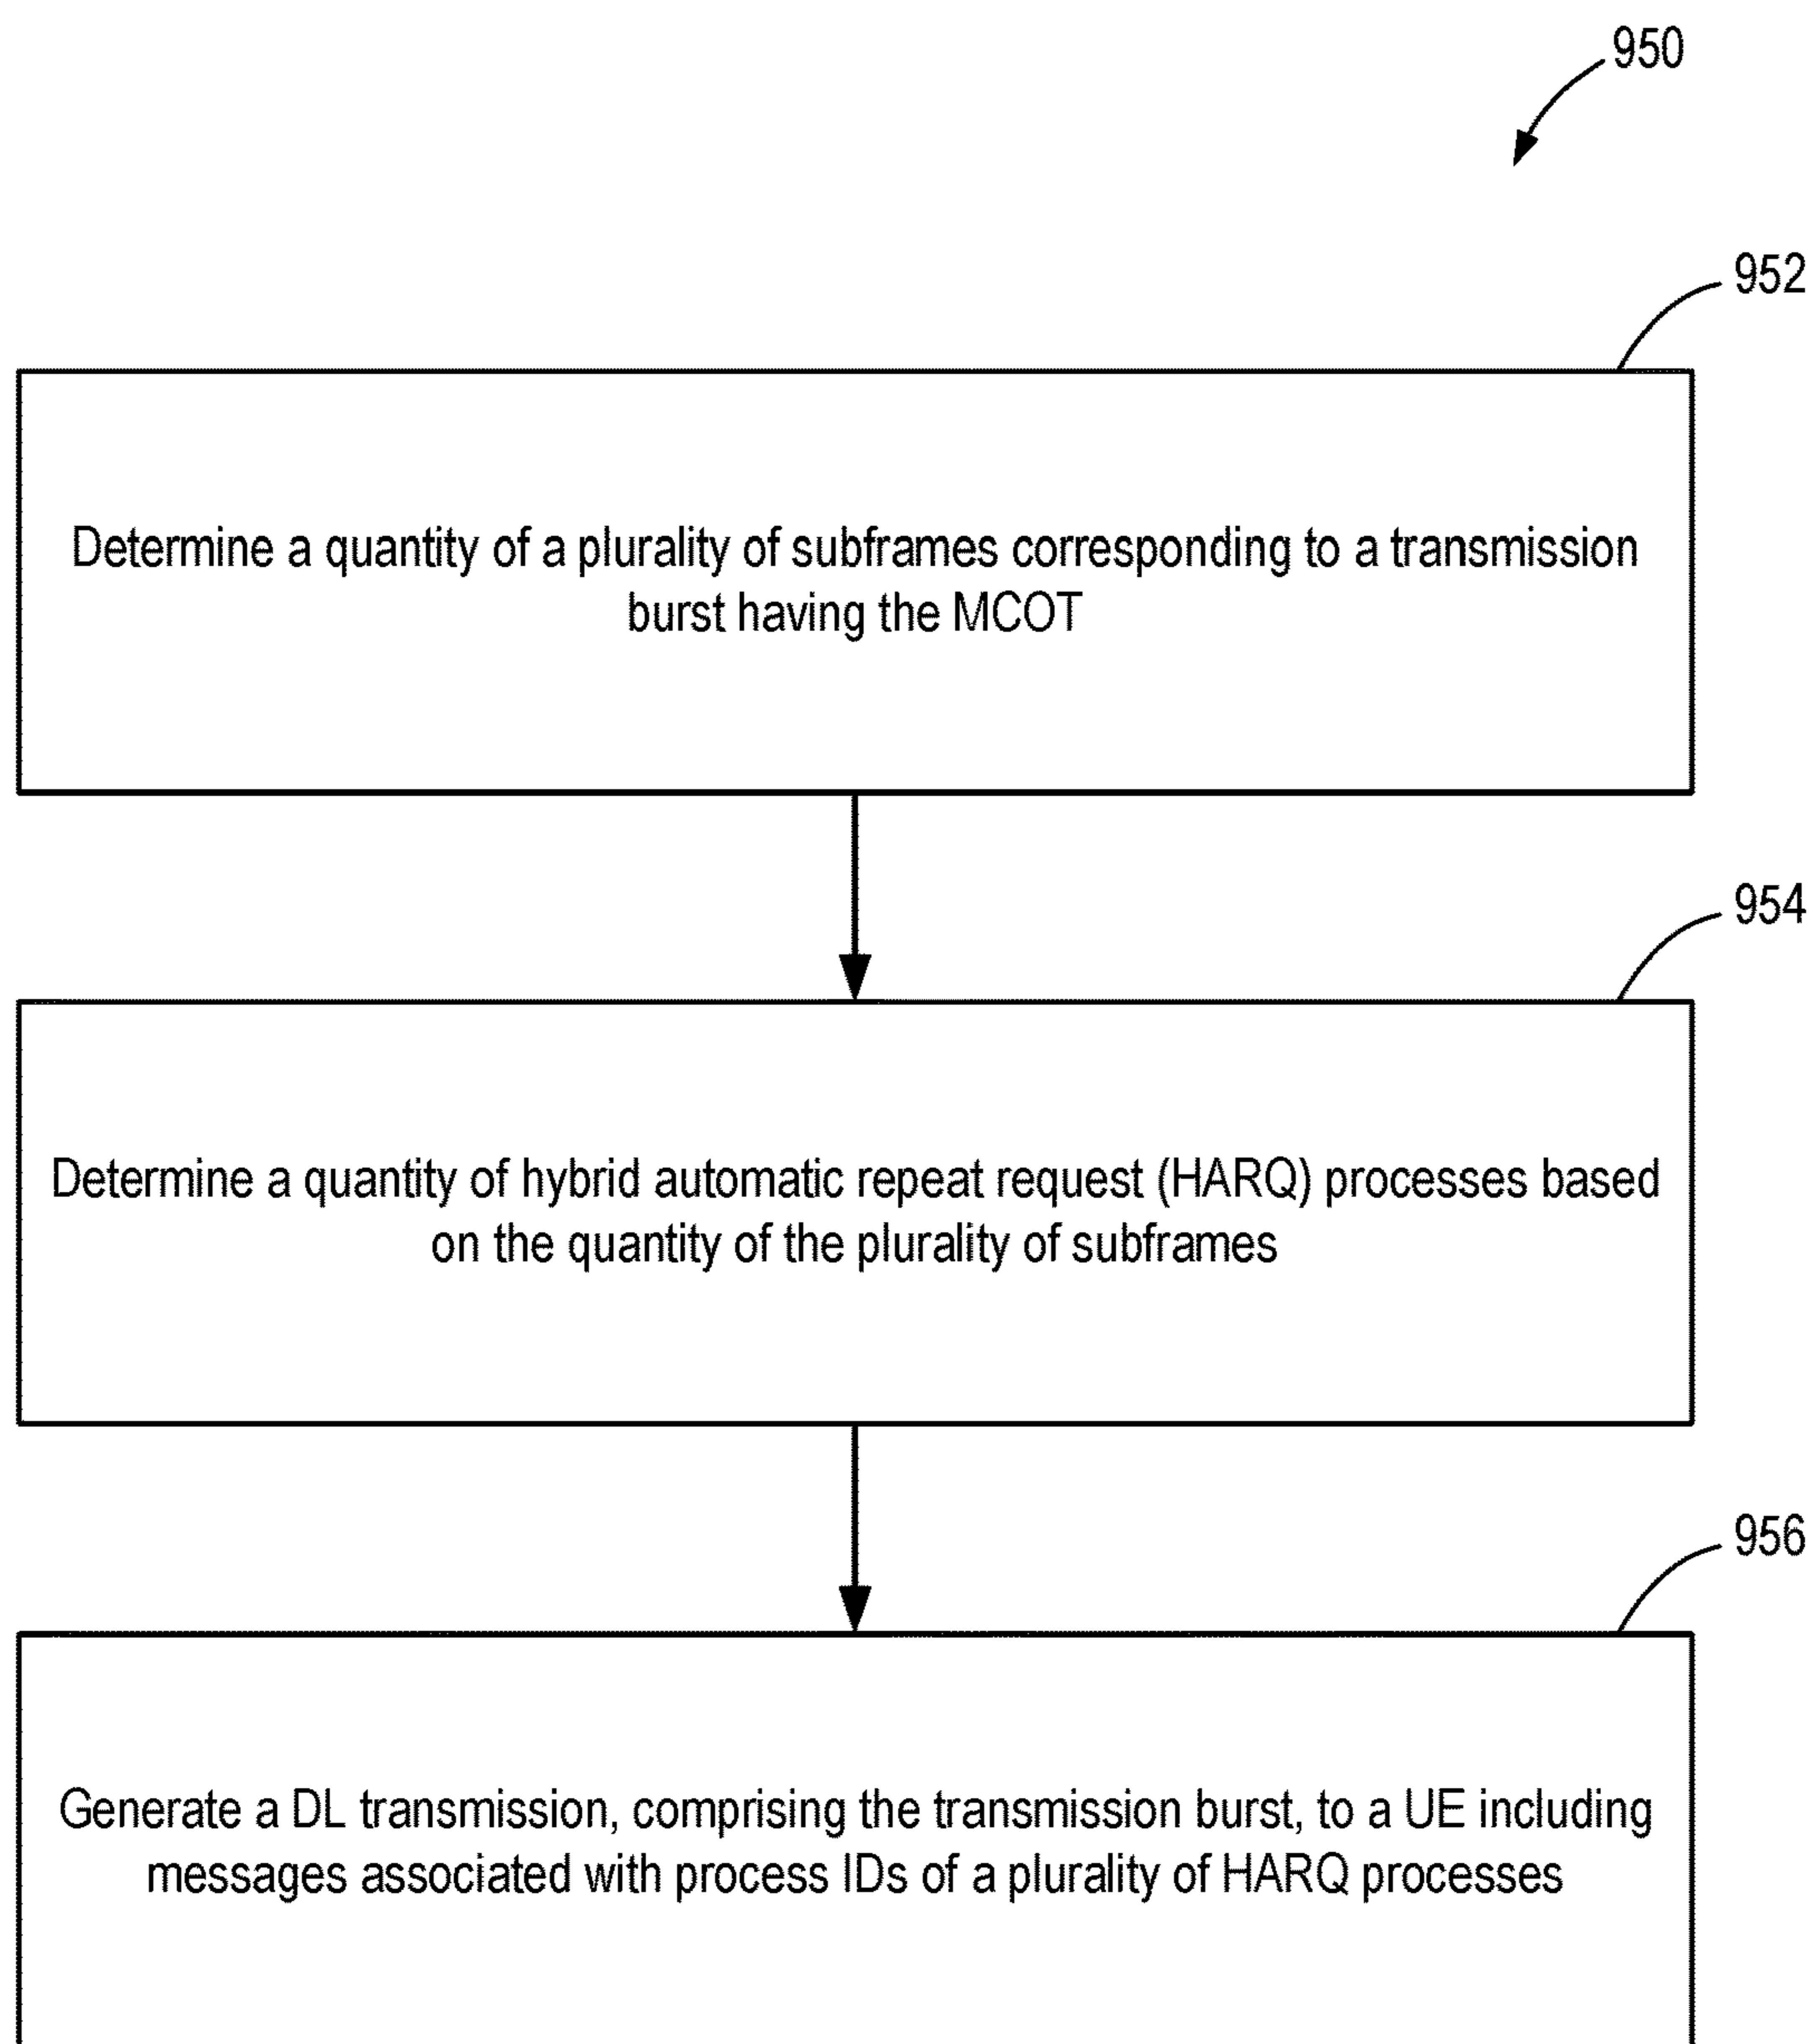 950
952
Determine a quantity of a plurality of subframes corresponding to a transmission
burst having the MCOT
954
Determine a quantity of hybrid automatic repeat request (HARQ) processes based
on the quantity of the plurality of subframes
956
Generate a DL transmission, comprising the transmission burst, to a UE including
messages associated with process IDs of a plurality of HARQ processes